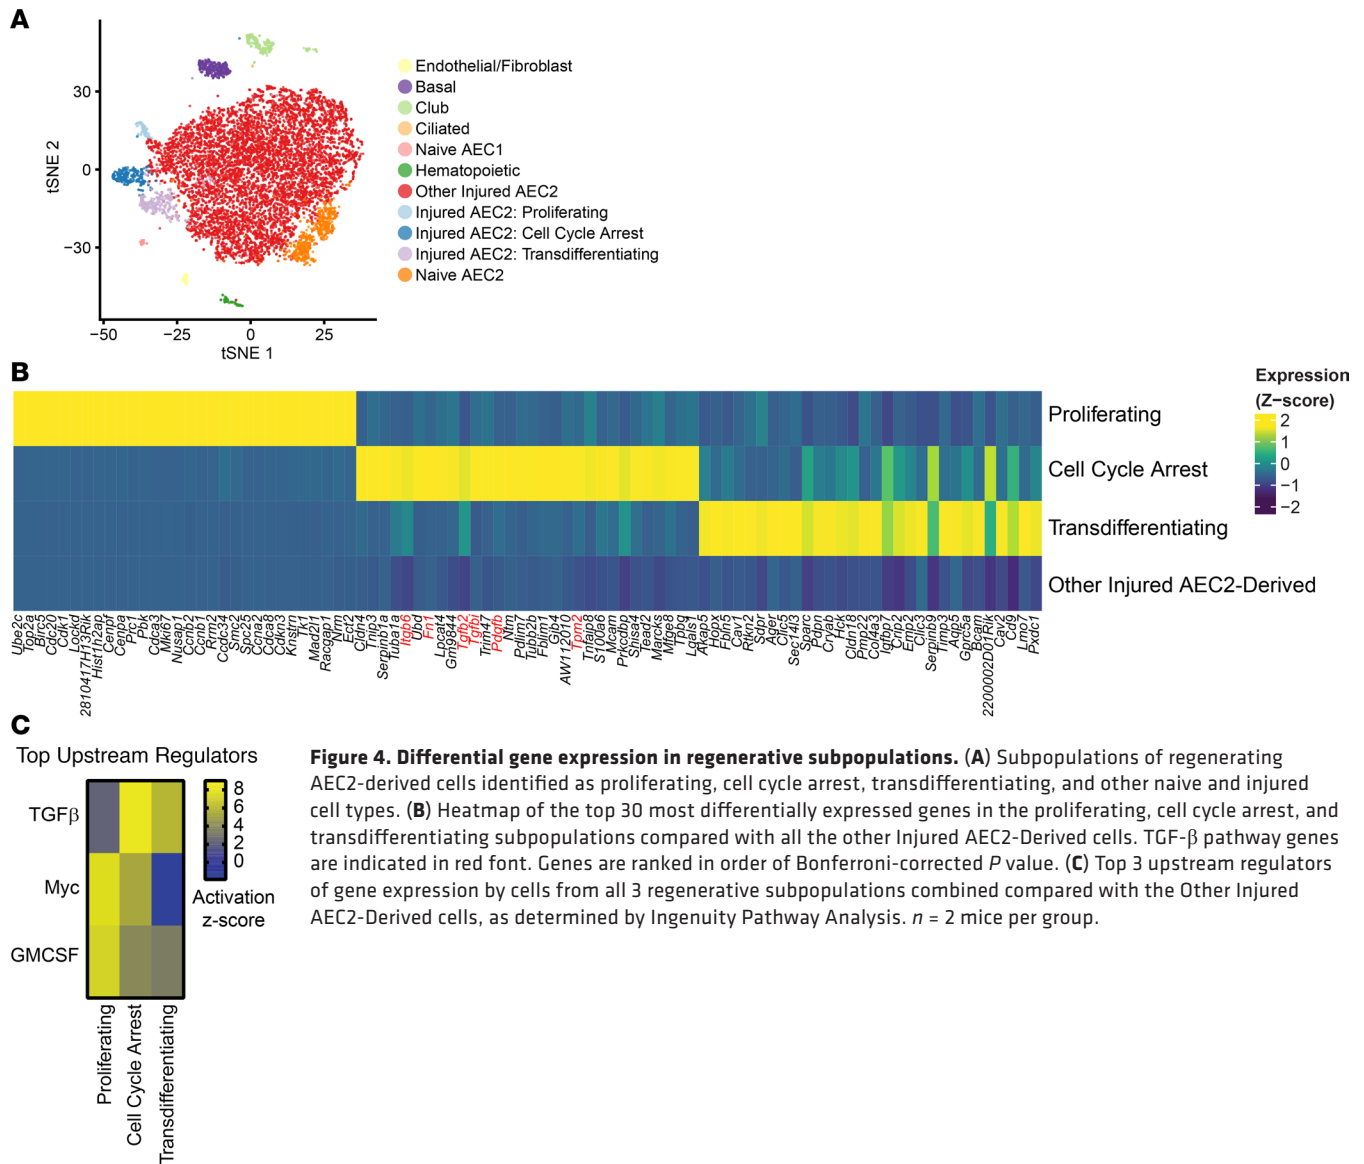 A
tSNE 2
30
0
−30
−50
−25
0
25
tSNE 1
Endothelial/Fibroblast
Basal
Club
Ciliated
Naive AEC1
Hematopoietic
Other Injured AEC2
Injured AEC2: Proliferating
Injured AEC2: Cell Cycle Arrest
Injured AEC2: Transdifferentiating
Naive AEC2
B
Proliferating
Cell Cycle Arrest
Transdifferentiating
Other Injured AEC2-Derived
Expression
(Z−score)
2
1
0
−1
−2
Ube2c
Top2a
Birc5
Cdc20
Cdk1
Lockd
2810417H13Rik
Hist1h2ap
Cenpf
Cenpa
Prc1
Pbk
Cdca3
Mki67
Nusap1
Ccnb2
Ccnb1
Rrm2
Ccdc34
Smc2
Spc25
Ccna2
Cdca8
Cdkn3
Knstrn
Tk1
Mad2l1
Racgap1
Ect2
Cldn4
Tnip3
Serpinb1a
Tubb4a
Itgb6
Ubd
Fn1
Lpcat4
Gm9844
Tgfb2
Tgfbi
Trim47
Pdgfb
Ntm
Pdlim7
Tubb2b
Fblim1
Gjb4
AW112010
Tpm2
Tnfaip8
S100a6
Mcam
Prkcdbp
Shisa4
Tead2
Marcks
Mfge8
Tpbg
Lgals1
Akap5
Hopx
Fbln5
Cav1
Rtkn2
Sdpr
Ager
Clic5
Sec14l3
Sparc
Pdpn
Cryab
Tyck
Cldn18
Pmp22
Col4a3
Igfbp7
Crip1
Emp2
Clic3
Serpinb9
Timp3
Anxa3
Gprc5a
Bcam
2200002D01Rik
Cav2
Cd9
Lmo7
Pxdc1
C
Top Upstream Regulators
TGFβ
Myc
GMCSF
Proliferating
Cell Cycle Arrest
Transdifferentiating
8
6
4
2
0
Activation
z-score
Figure 4. Differential gene expression in regenerative subpopulations. (A) Subpopulations of regenerating
AEC2-derived cells identified as proliferating, cell cycle arrest, transdifferentiating, and other naive and injured
cell types. (B) Heatmap of the top 30 most differentially expressed genes in the proliferating, cell cycle arrest, and
transdifferentiating subpopulations compared with all the other Injured AEC2-Derived cells. TGF-β pathway genes
are indicated in red font. Genes are ranked in order of Bonferroni-corrected P value. (C) Top 3 upstream regulators
of gene expression by cells from all 3 regenerative subpopulations combined compared with the Other Injured
AEC2-Derived cells, as determined by Ingenuity Pathway Analysis. n = 2 mice per group.